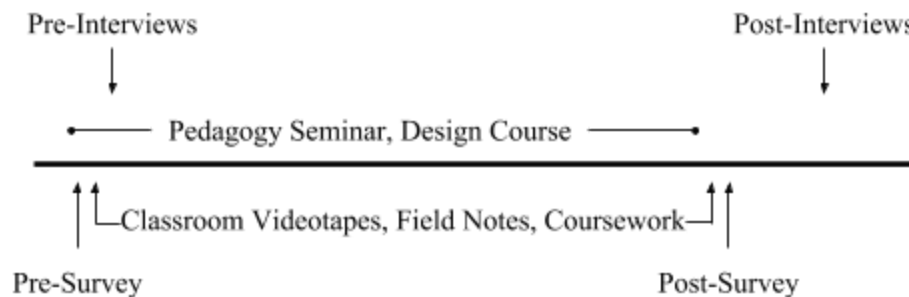 Pre-Interviews
Post-Interviews
Pedagogy Seminar, Design Course
Classroom Videotapes, Field Notes, Coursework
Pre-Survey
Post-Survey